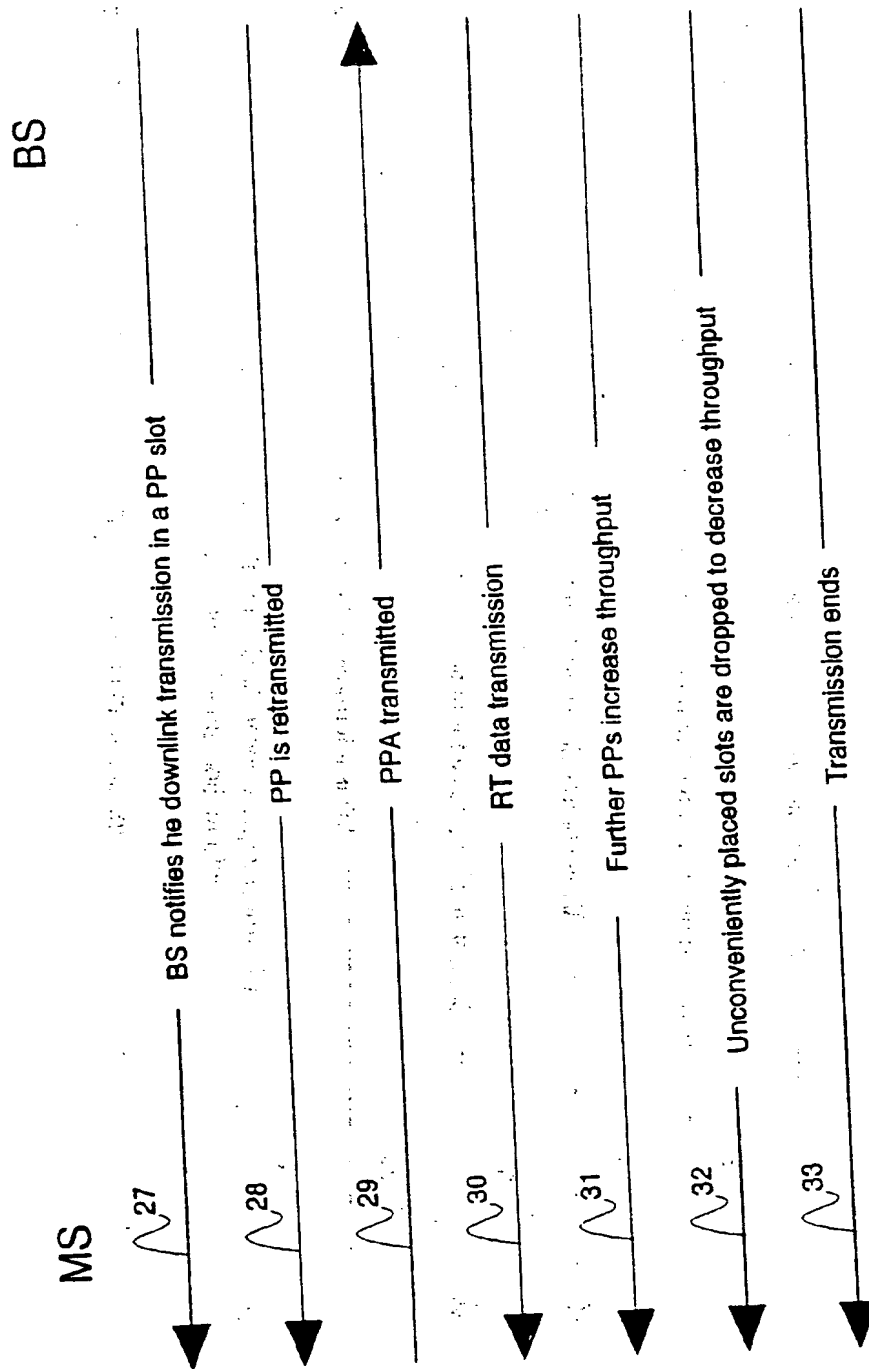 MS
BS
27
BS notifies he downlink transmission in a PP slot
28
PP is retransmitted
29
PPA transmitted
30
RT data transmission
31
Further PPs increase throughput
32
Unconveniently placed slots are dropped to decrease throughput
33
Transmission ends